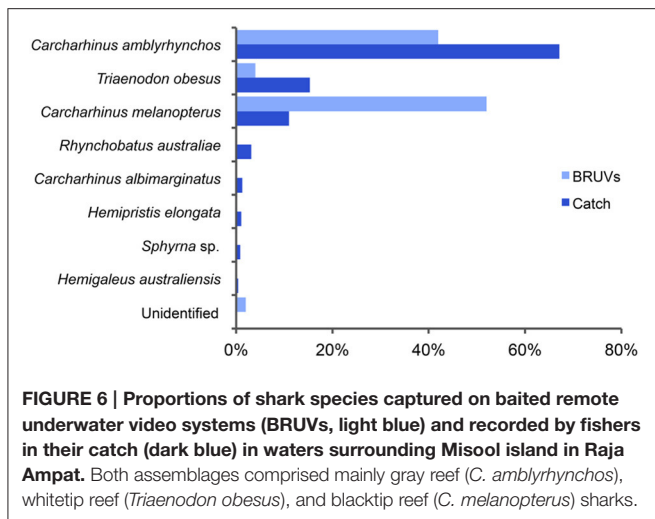 Carcharhinus amblyrhynchos
Triaenodon obesus
Carcharhinus melanopterus
Rhynchobatus australiae
Carcharhinus albimarginatus
Hemipristis elongata
Sphyrna sp.
Hemigaleus australiensis
Unidentified
BRUVs
Catch
0% 20% 40% 60% 80%
FIGURE 6 | Proportions of shark species captured on baited remote
underwater video systems (BRUVs, light blue) and recorded by fishers
in their catch (dark blue) in waters surrounding Misool island in Raja
Ampat. Both assemblages comprised mainly gray reef (C. amblyrhynchos),
whitetip reef (Triaenodon obesus), and blacktip reef (C. melanopterus) sharks.